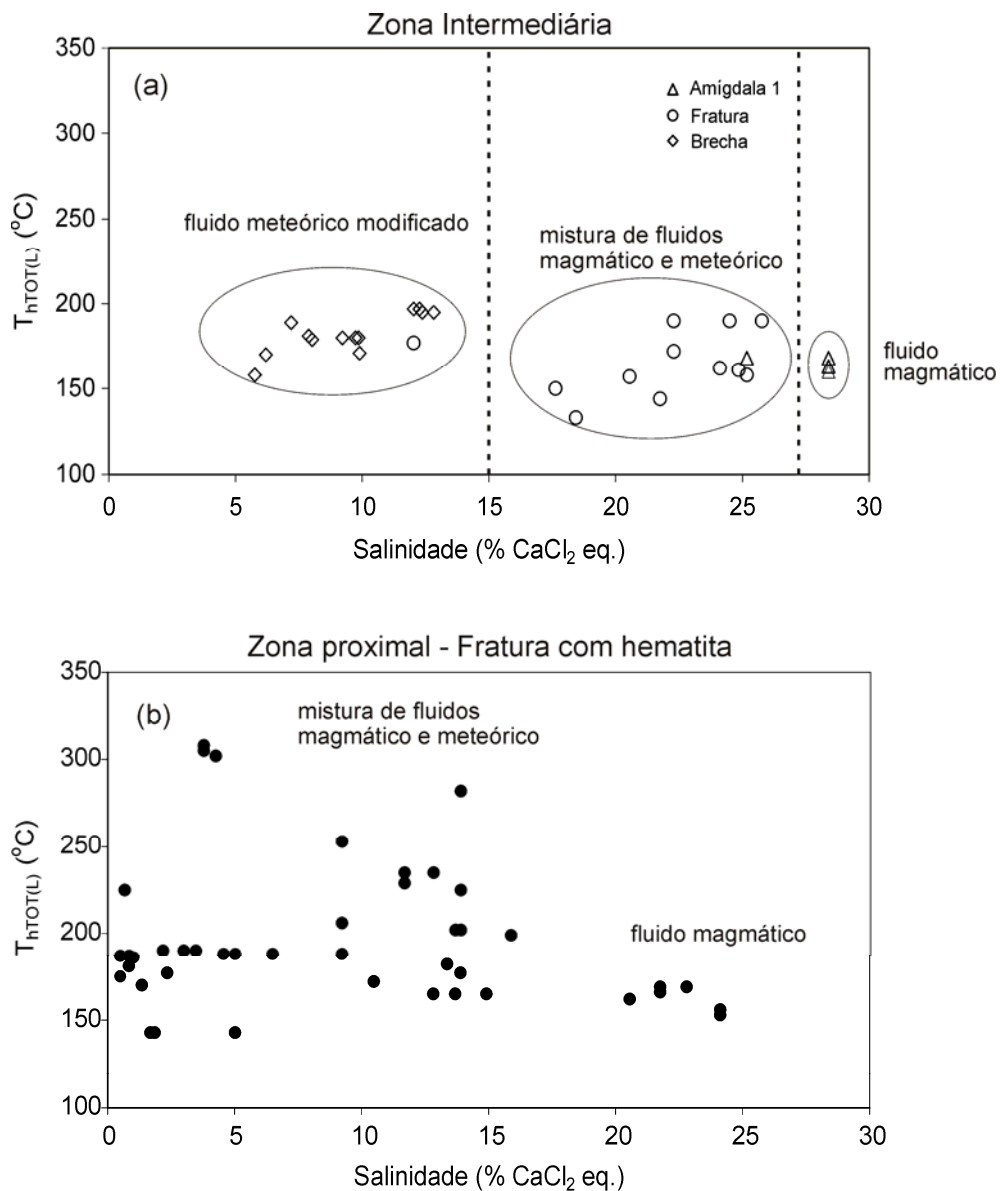 Zona Intermediária
350
300
250
200
150
100
T_hTOT(L) (°C)
(a)
Amígdala 1
Fratura
Brecha
fluido meteórico modificado
mistura de fluidos
magmático e meteórico
fluido
magmático
0 5 10 15 20 25 30
Salinidade (% CaCl₂ eq.)
Zona proximal - Fratura com hematita
350
300
250
200
150
100
T_hTOT(L) (°C)
(b)
mistura de fluidos
magmático e meteórico
fluido magmático
0 5 10 15 20 25 30
Salinidade (% CaCl₂ eq.)